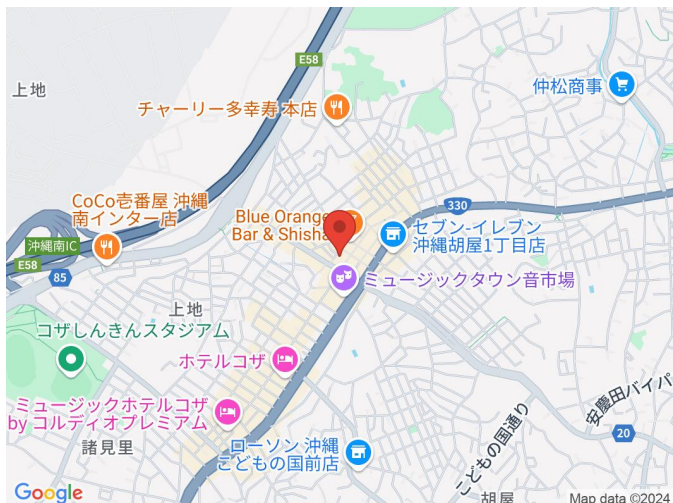 E58
上地
仲松商事
チャーリー多幸寿 本店
CoCo壱番屋 沖縄
南インター店
330
Blue Orange
Bar & Shisha
セブン-イレブン
沖縄胡屋1丁目店
沖縄南IC
E58
85
ミュージックタウン音市場
上地
コザしんきんスタジアム
ホテルコザ
安慶田バイパ
ミュージックホテルコザ
by コルディオプレミアム
こどもの国通り
20
諸見里
ローソン 沖縄
こどもの国前店
Google
胡屋
Map data ©2024